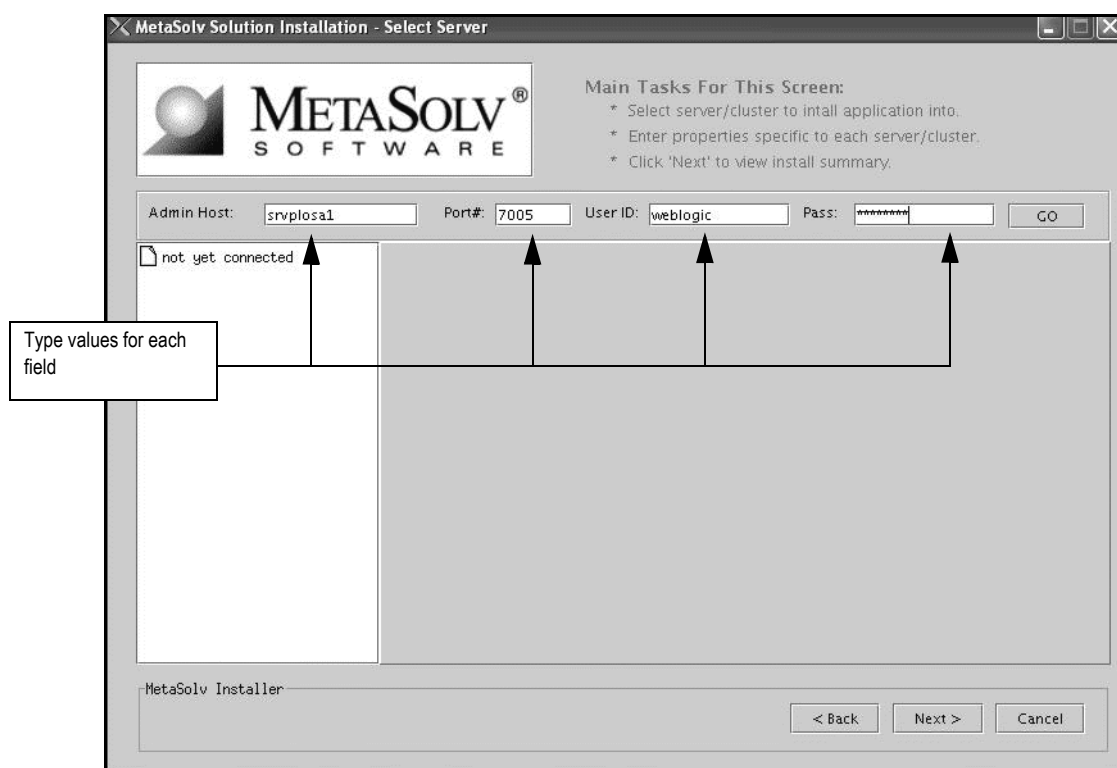 MetaSolv Solution Installation - Select Server
METASOLV®
SOFTWARE
Main Tasks For This Screen:
* Select server/cluster to intall application into.
* Enter properties specific to each server/cluster.
* Click 'Next' to view install summary.
Admin Host: srvplosa1 Port#: 7005 User ID: weblogic Pass: ******** GO
not yet connected
Type values for each
field
MetaSolv Installer
< Back Next > Cancel